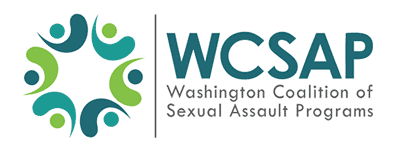 WCSAP
Washington Coalition of
Sexual Assault Programs